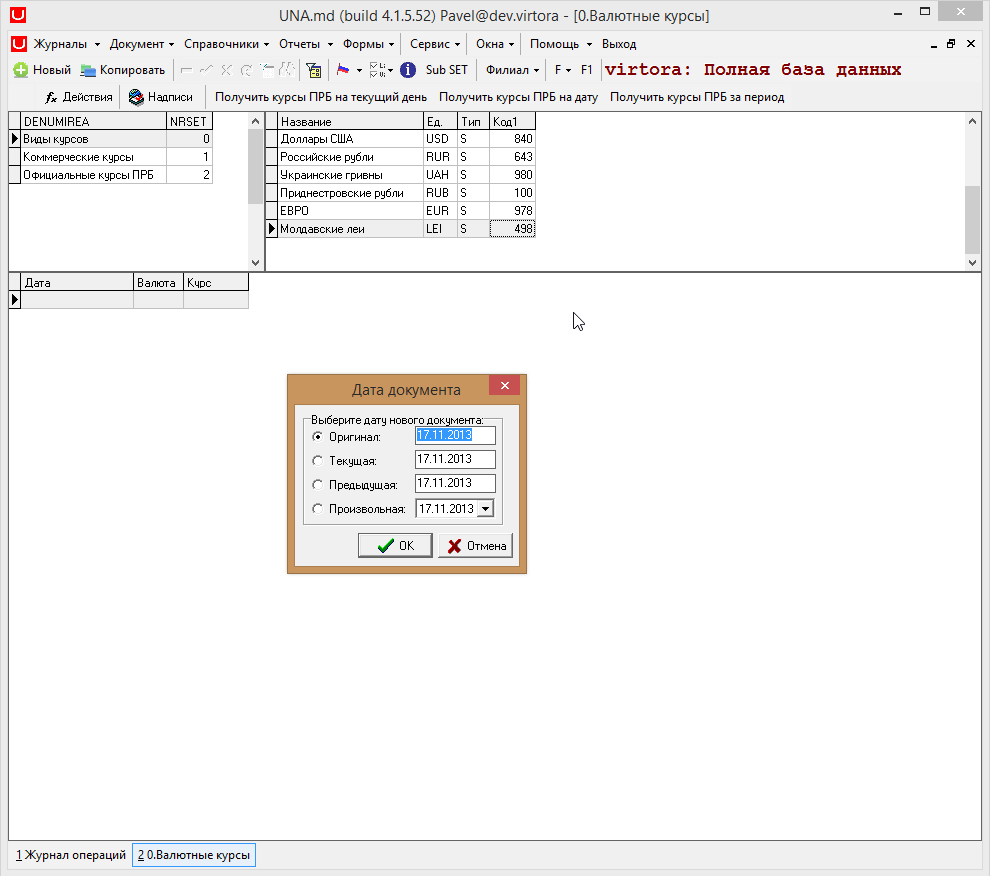 UNA.md (build 4.1.5.52) Pavel@dev.virtora - [0.Валютные курсы]
Журналы Документ Справочники Отчеты Формы Сервис Окна Помощь Выход
Новый Копировать Sub SET Филиал F F1 virtora: Полная база данных
fx Действия Надписи Получить курсы ПРБ на текущий день Получить курсы ПРБ на дату Получить курсы ПРБ за период
DENUMIREA NRSET
Виды курсов 0
Коммерческие курсы 1
Официальные курсы ПРБ 2
Название Ед. Тип Код1
Доллары США USD S 840
Российские рубли RUR S 643
Украинские гривны UAH S 980
Приднестровские рубли RUB S 100
ЕВРО EUR S 978
Молдавские леи LEI S 498
Дата Валюта Курс
Дата документа
Выберите дату нового документа:
Оригинал: 17.11.2013
Текущая: 17.11.2013
Предыдущая: 17.11.2013
Произвольная: 17.11.2013
OK Отмена
1 Журнал операций 2 0.Валютные курсы